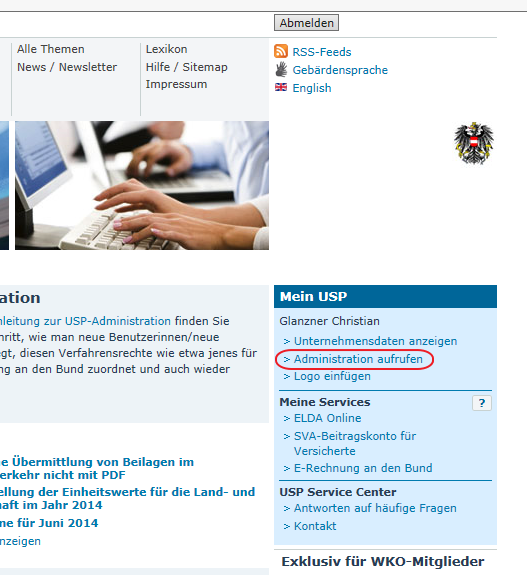 Abmelden
Alle Themen
News / Newsletter
Lexikon
Hilfe / Sitemap
Impressum
RSS-Feeds
Gebärdensprache
English
ation
nleitung zur USP-Administration finden Sie
hritt, wie man neue Benutzerinnen/neue
egt, diesen Verfahrensrechte wie etwa jenes für
ng an den Bund zuordnet und auch wieder
e Übermittlung von Beilagen im
erkehr nicht mit PDF
ellung der Einheitswerte für die Land- und
haft im Jahr 2014
ne für Juni 2014
nzeigen
Mein USP
Glanzner Christian
> Unternehmensdaten anzeigen
> Administration aufrufen
> Logo einfügen
Meine Services ?
> ELDA Online
> SVA-Beitragskonto für
Versicherte
> E-Rechnung an den Bund
USP Service Center
> Antworten auf häufige Fragen
> Kontakt
Exklusiv für WKO-Mitglieder